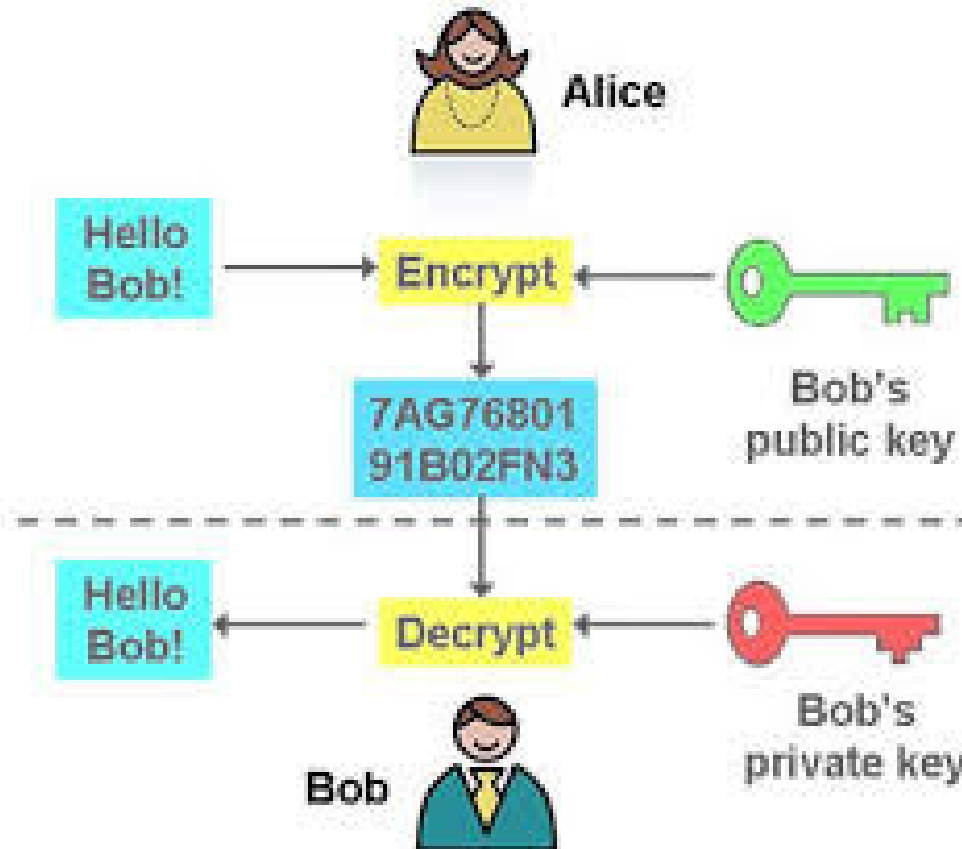 Alice
Hello
Bob!
Encrypt
Bob's
public key
7AG76801
91B02FN3
Hello
Bob!
Decrypt
Bob's
private key
Bob